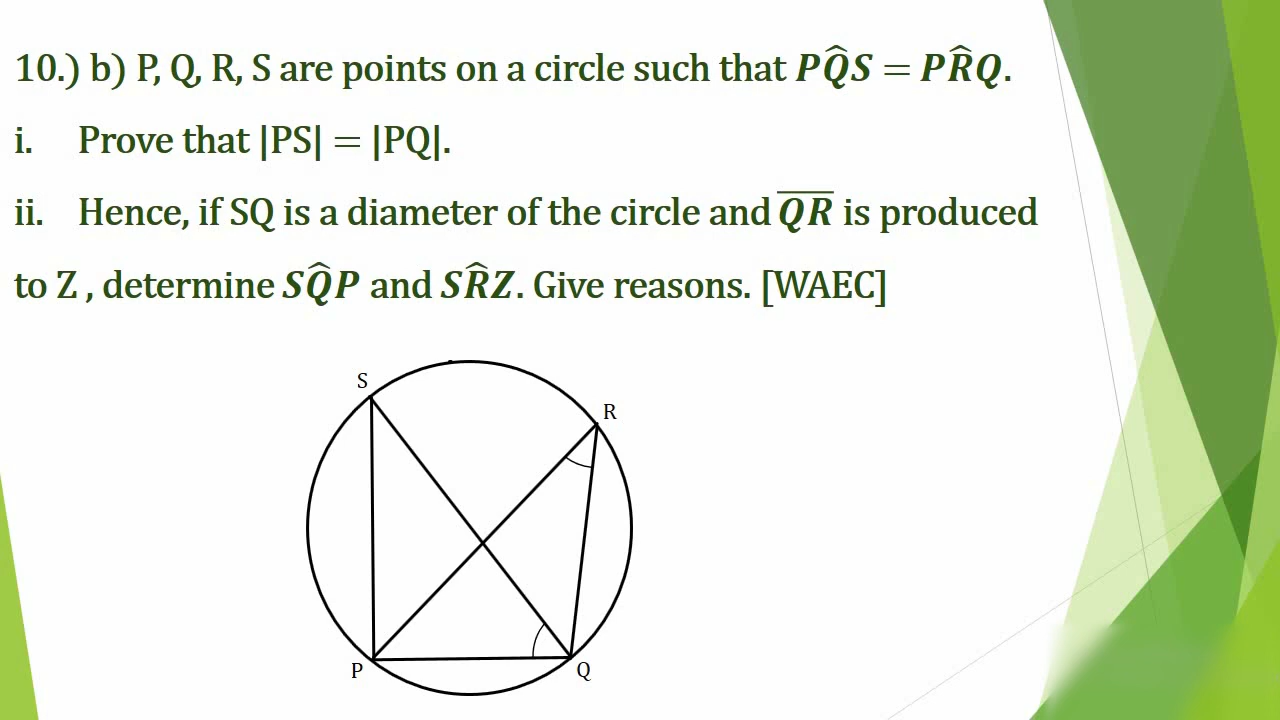 10.) b) P, Q, R, S are points on a circle such that PQ̂S = PR̂Q.
i. Prove that |PS| = |PQ|.
ii. Hence, if SQ is a diameter of the circle and Q̅R̅ is produced
to Z , determine SQ̂P and SR̂Z. Give reasons. [WAEC]
S
R
P
Q